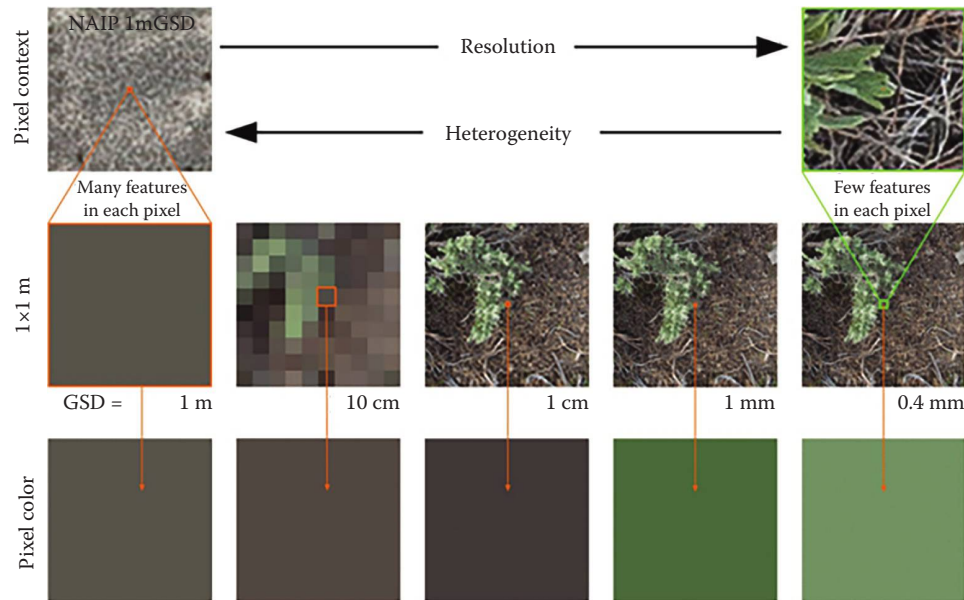 NAIP 1mGSD
Pixel context
Resolution
Heterogeneity
Many features
in each pixel
Few features
in each pixel
1×1 m
GSD = 1 m
10 cm
1 cm
1 mm
0.4 mm
Pixel color